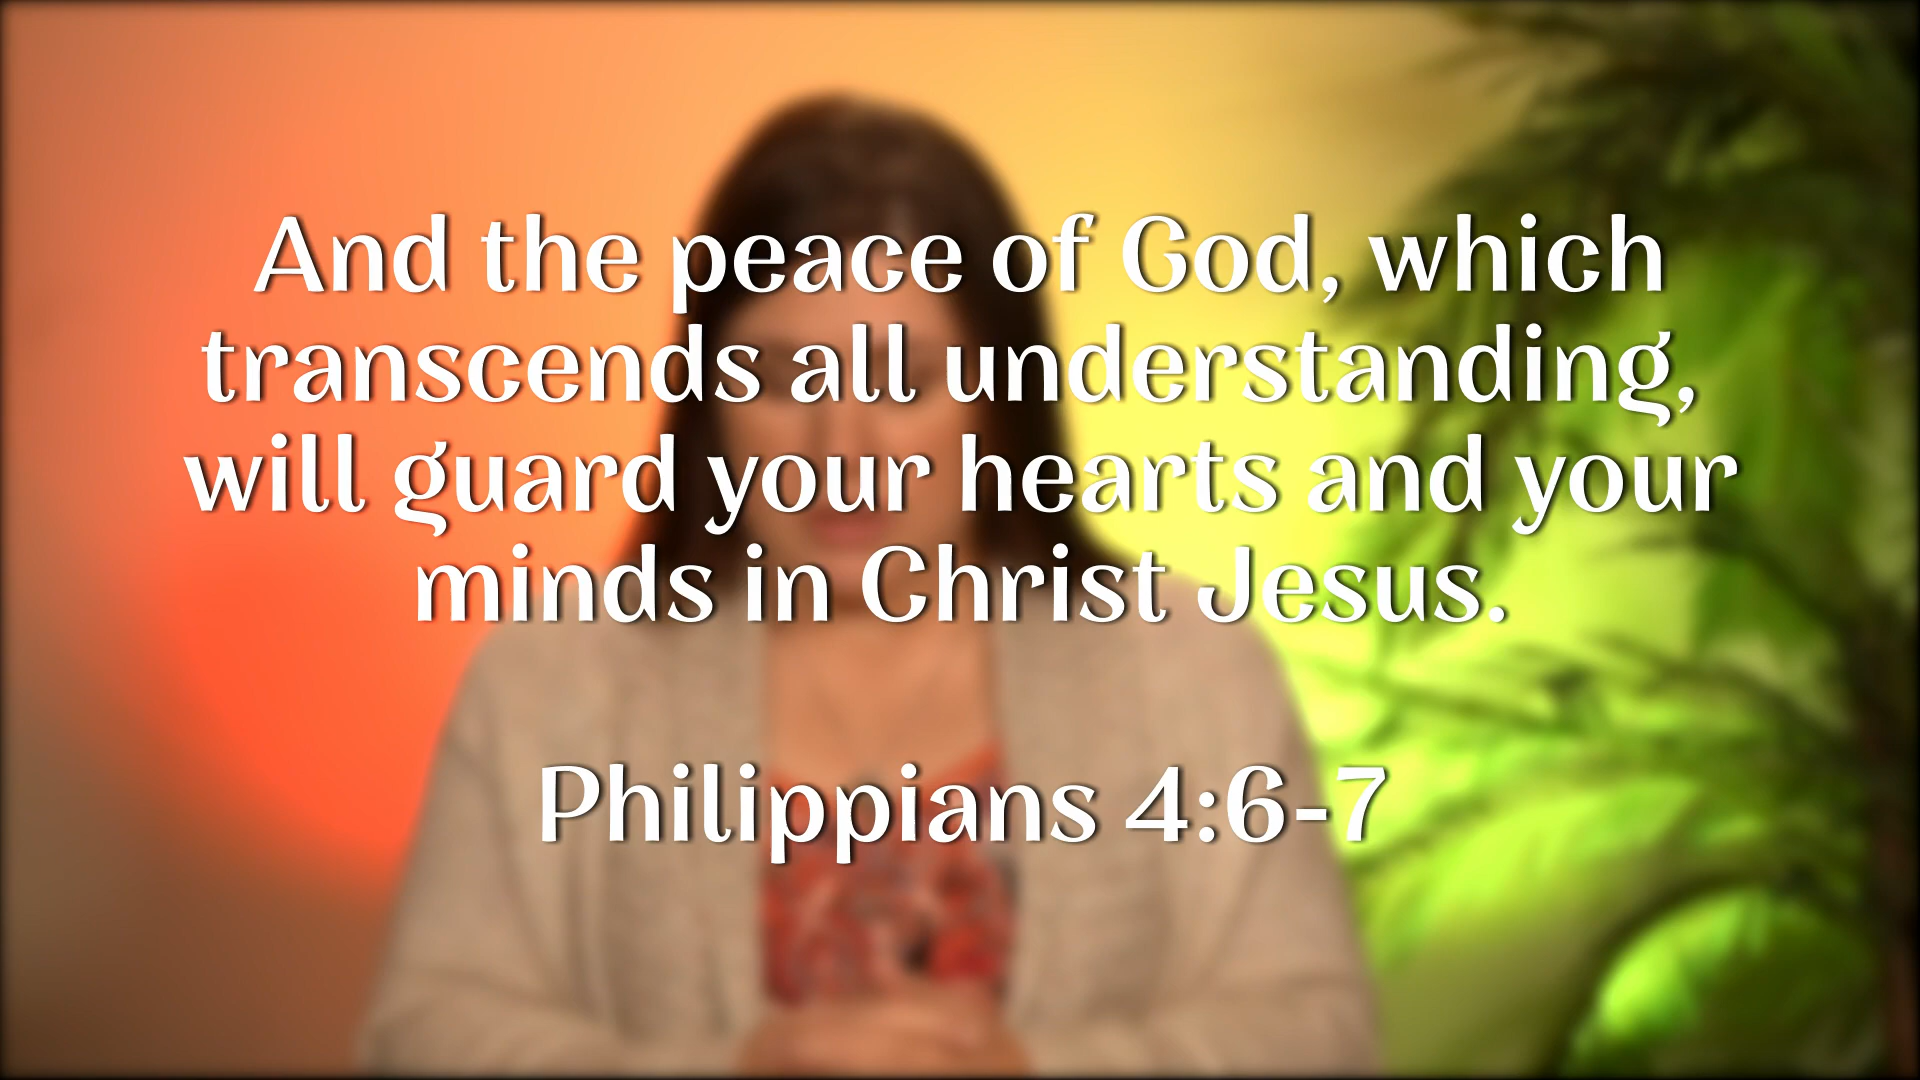 And the peace of God, which
transcends all understanding,
will guard your hearts and your
minds in Christ Jesus.
Philippians 4:6-7